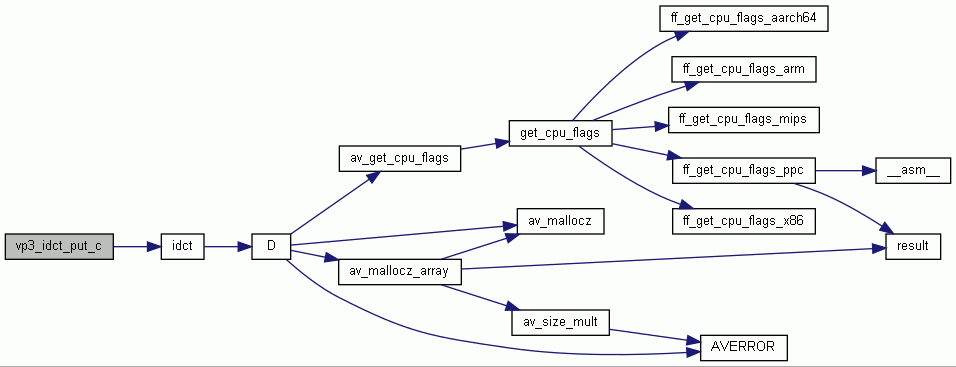 ff_get_cpu_flags_aarch64
ff_get_cpu_flags_arm
ff_get_cpu_flags_mips
get_cpu_flags
av_get_cpu_flags
ff_get_cpu_flags_ppc
__asm__
av_mallocz
ff_get_cpu_flags_x86
vp3_idct_put_c
idct
D
result
av_mallocz_array
av_size_mult
AVERROR